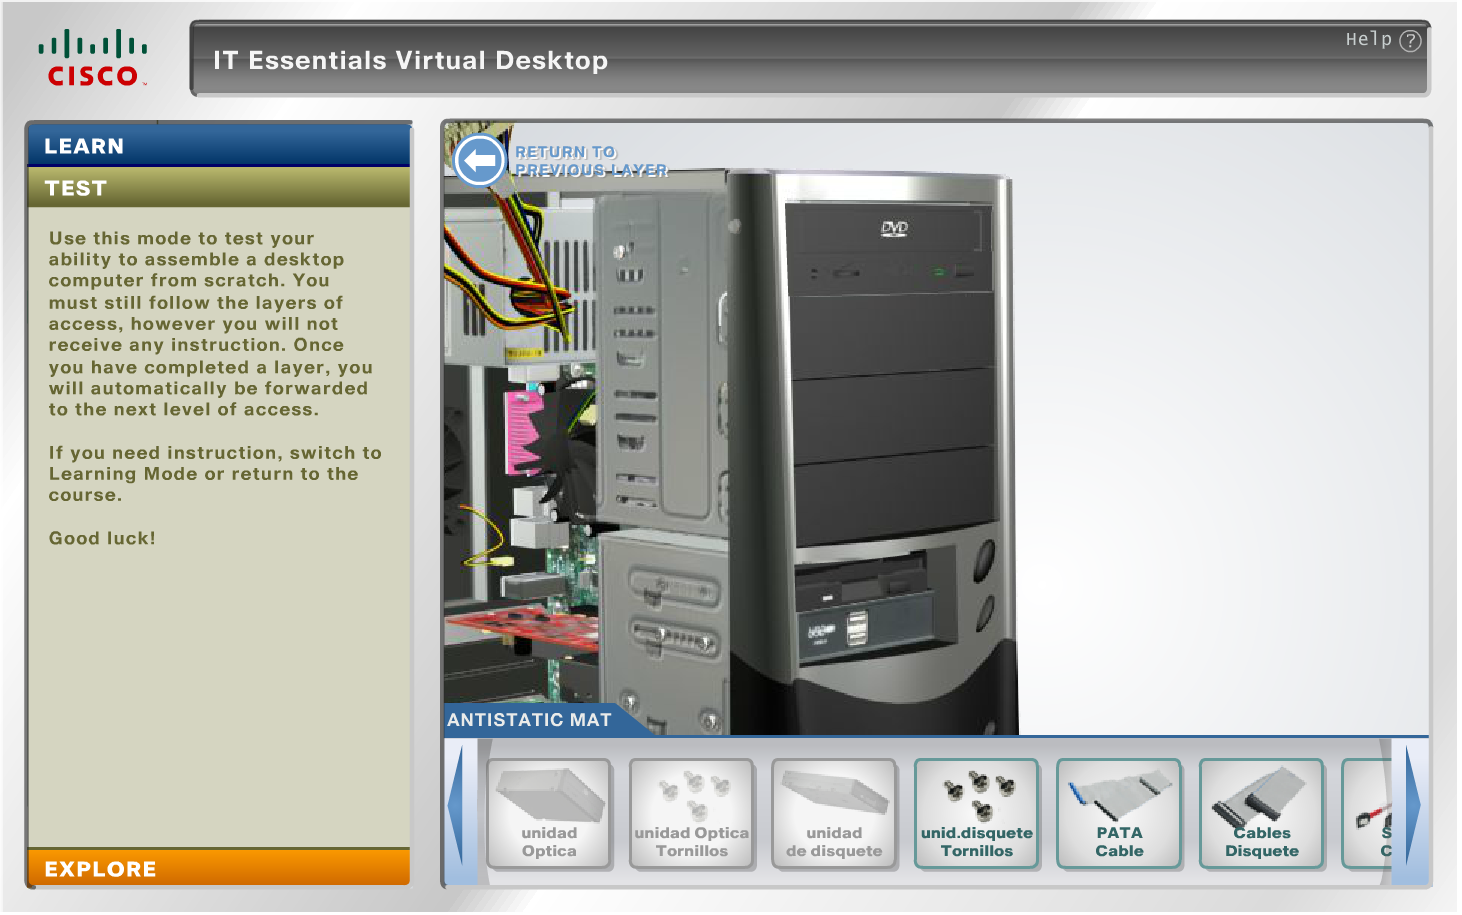 CISCO
IT Essentials Virtual Desktop
Help ?
LEARN
TEST
Use this mode to test your
ability to assemble a desktop
computer from scratch. You
must still follow the layers of
access, however you will not
receive any instruction. Once
you have completed a layer, you
will automatically be forwarded
to the next level of access.
If you need instruction, switch to
Learning Mode or return to the
course.
Good luck!
EXPLORE
RETURN TO
PREVIOUS LAYER
DVD
ANTISTATIC MAT
unidad
Optica
unidad Optica
Tornillos
unidad
de disquete
unid.disquete
Tornillos
PATA
Cable
Cables
Disquete
S
C